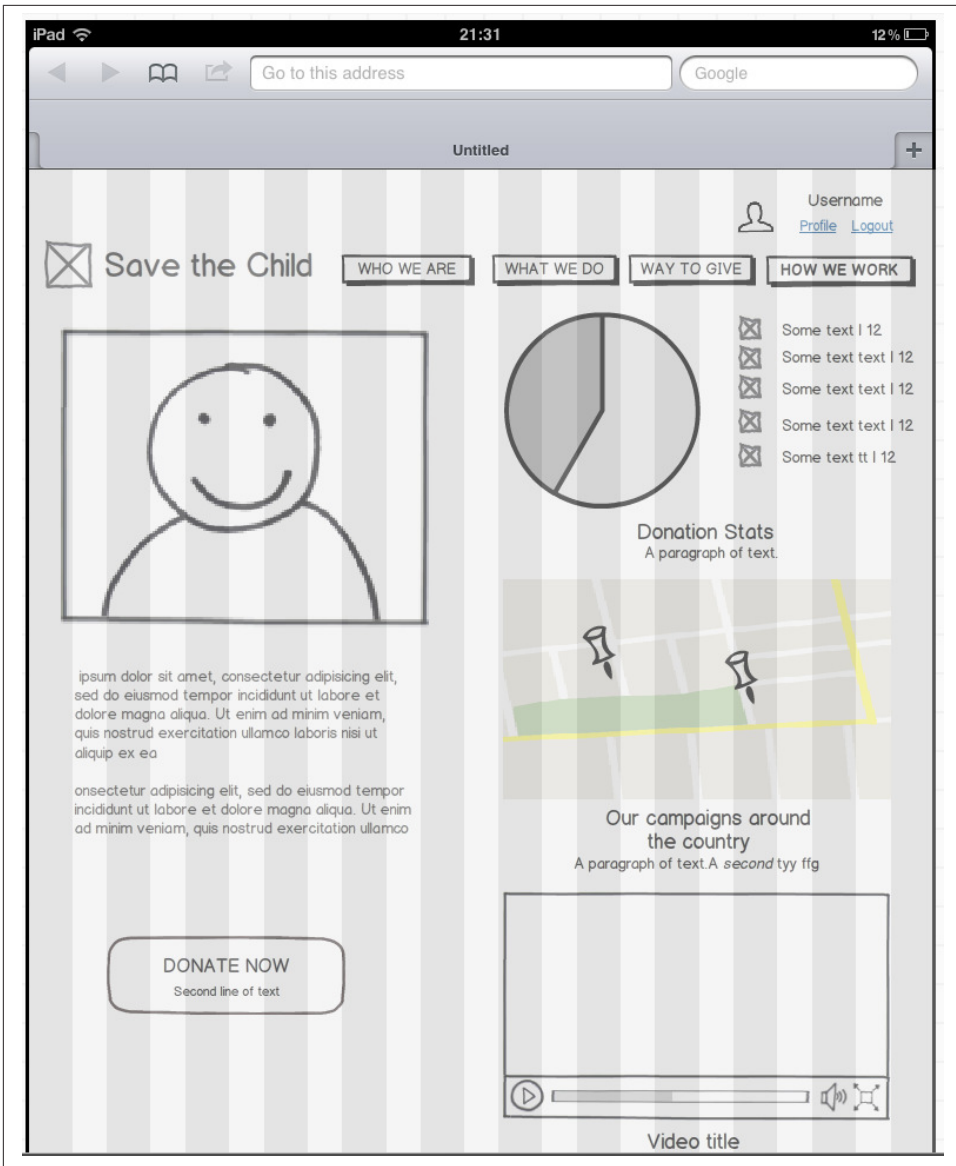 iPad
21:31
12%
Go to this address
Google
Untitled
Username
Profile Logout
Save the Child
WHO WE ARE
WHAT WE DO
WAY TO GIVE
HOW WE WORK
Some text | 12
Some text text | 12
Some text text | 12
Some text text | 12
Some text tt | 12
Donation Stats
A paragraph of text.
ipsum dolor sit amet, consectetur adipisicing elit,
sed do eiusmod tempor incididunt ut labore et
dolore magna aliqua. Ut enim ad minim veniam,
quis nostrud exercitation ullamco laboris nisi ut
aliquip ex ea
onsectetur adipisicing elit, sed do eiusmod tempor
incididunt ut labore et dolore magna aliqua. Ut enim
ad minim veniam, quis nostrud exercitation ullamco
DONATE NOW
Second line of text
Our campaigns around
the country
A paragraph of text.A second tyy ffg
Video title